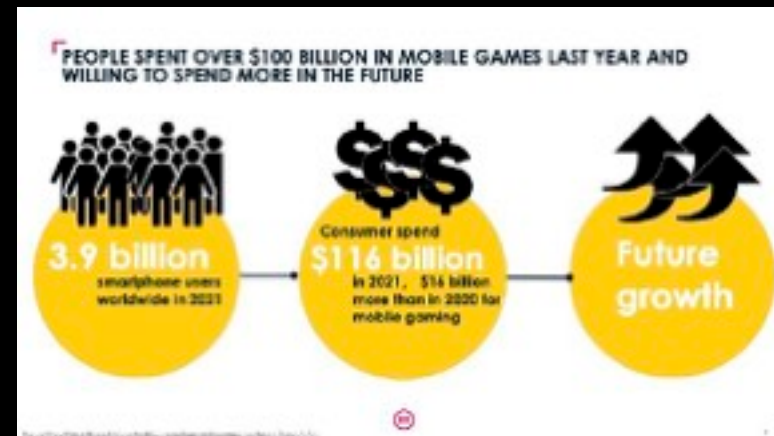 PEOPLE SPENT OVER $100 BILLION IN MOBILE GAMES LAST YEAR AND
WILLING TO SPEND MORE IN THE FUTURE
3.9 billion
smartphone users
worldwide in 2021
Consumer spend
$116 billion
in 2021, $16 billion
more than in 2020 for
mobile gaming
Future
growth